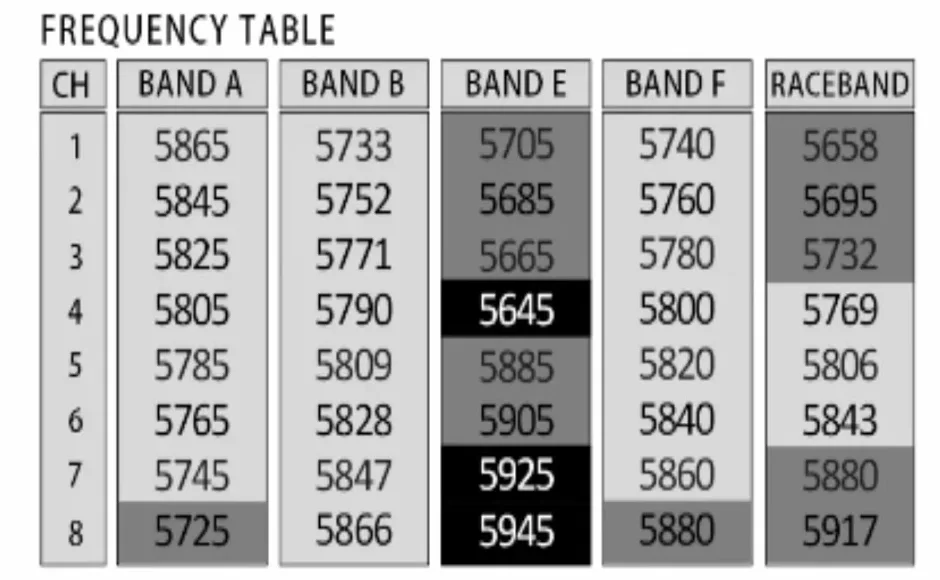 FREQUENCY TABLE
CH BAND A BAND B BAND E BAND F RACEBAND
1 5865 5733 5705 5740 5658
2 5845 5752 5685 5760 5695
3 5825 5771 5665 5780 5732
4 5805 5790 5645 5800 5769
5 5785 5809 5885 5820 5806
6 5765 5828 5905 5840 5843
7 5745 5847 5925 5860 5880
8 5725 5866 5945 5880 5917